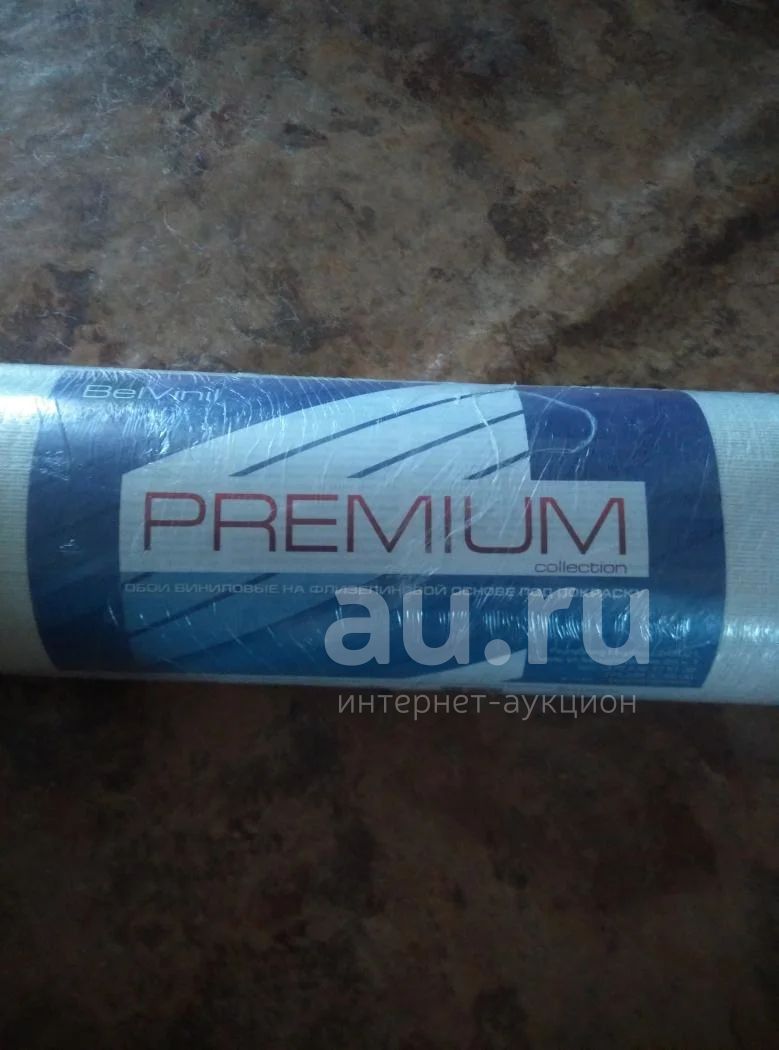 BelVinil
PREMIUM
collection
ОБОИ ВИНИЛОВЫЕ НА ФЛИЗЕЛИНОВОЙ ОСНОВЕ ПОД ПОКРАСКУ
au.ru
интернет-аукцион